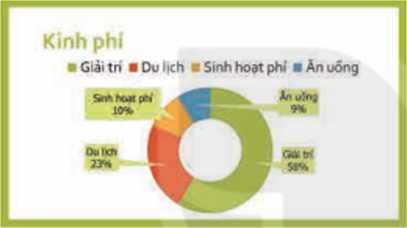 Kinh phí
Giải trí Du lịch Sinh hoạt phí Ăn uống
Sinh hoạt phí
10%
Ăn uống
9%
Du lịch
23%
Giải trí
58%